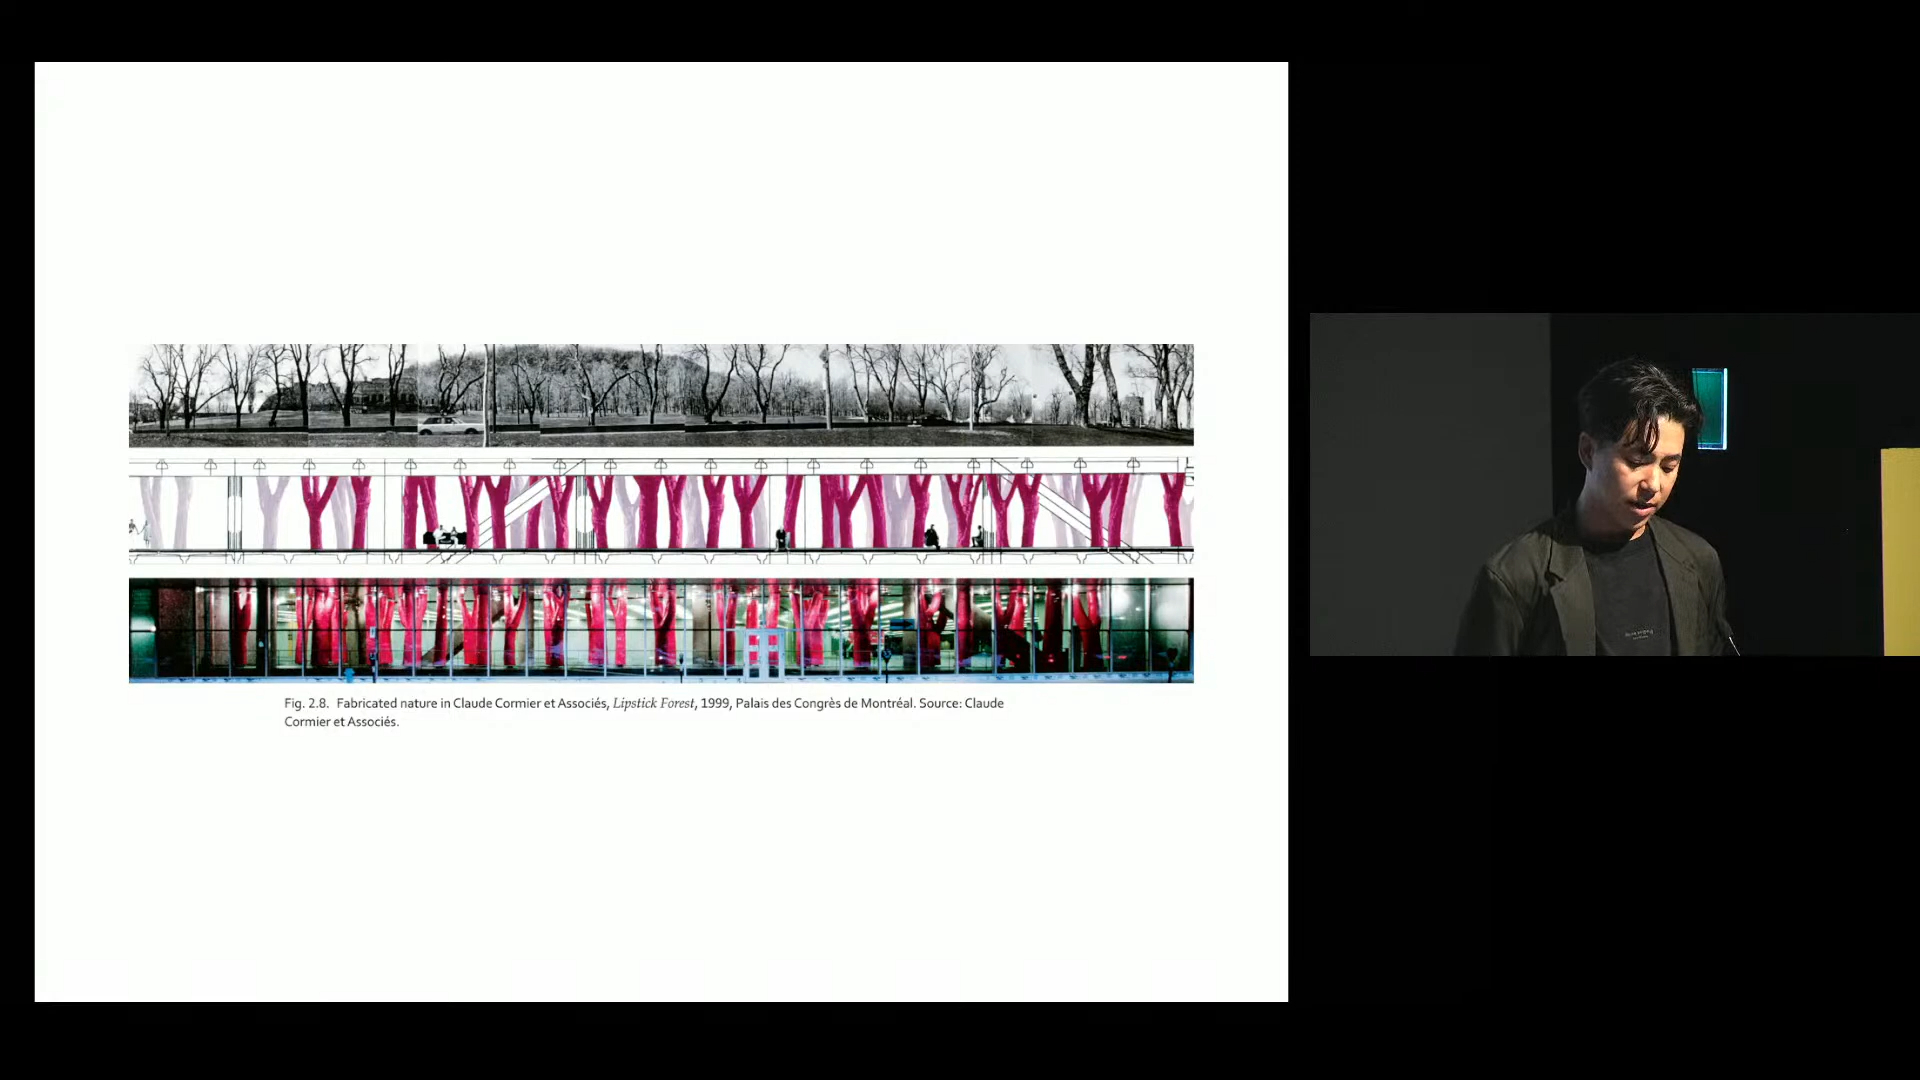 Fig. 2.8. Fabricated nature in Claude Cormier et Associés, Lipstick Forest, 1999, Palais des Congrès de Montréal. Source: Claude
Cormier et Associés.